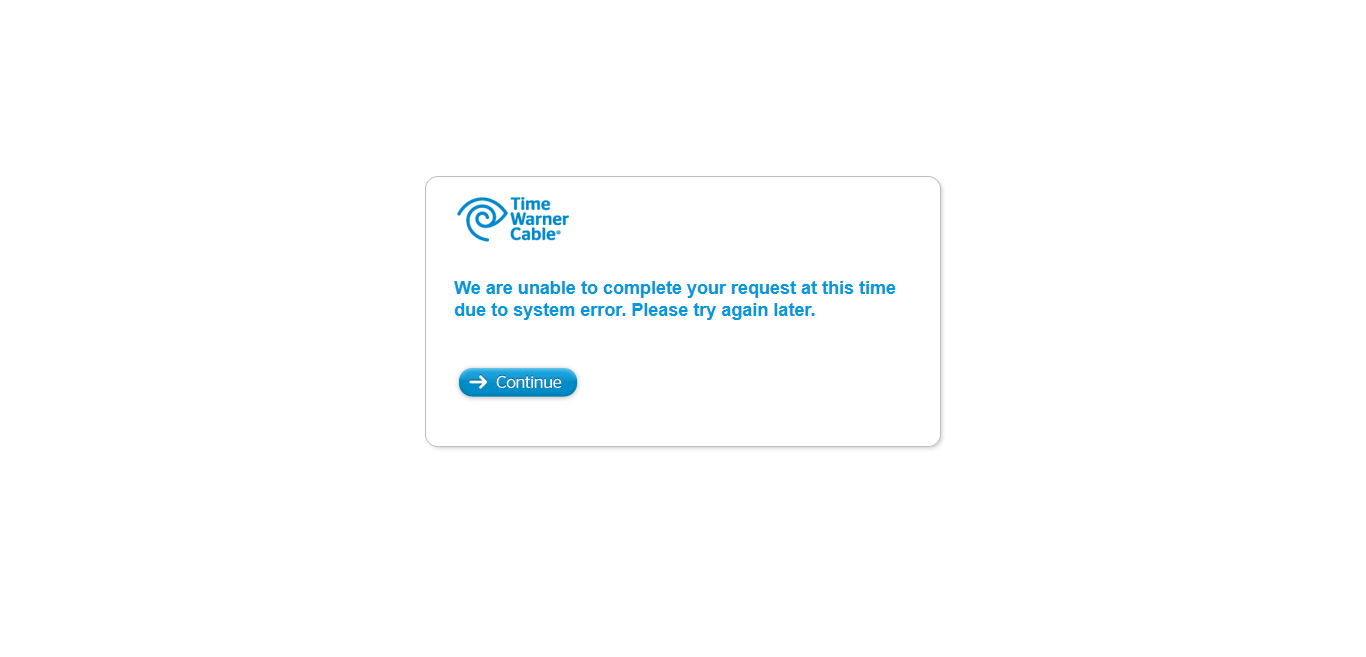 Time
Warner
Cable®
We are unable to complete your request at this time
due to system error. Please try again later.
Continue